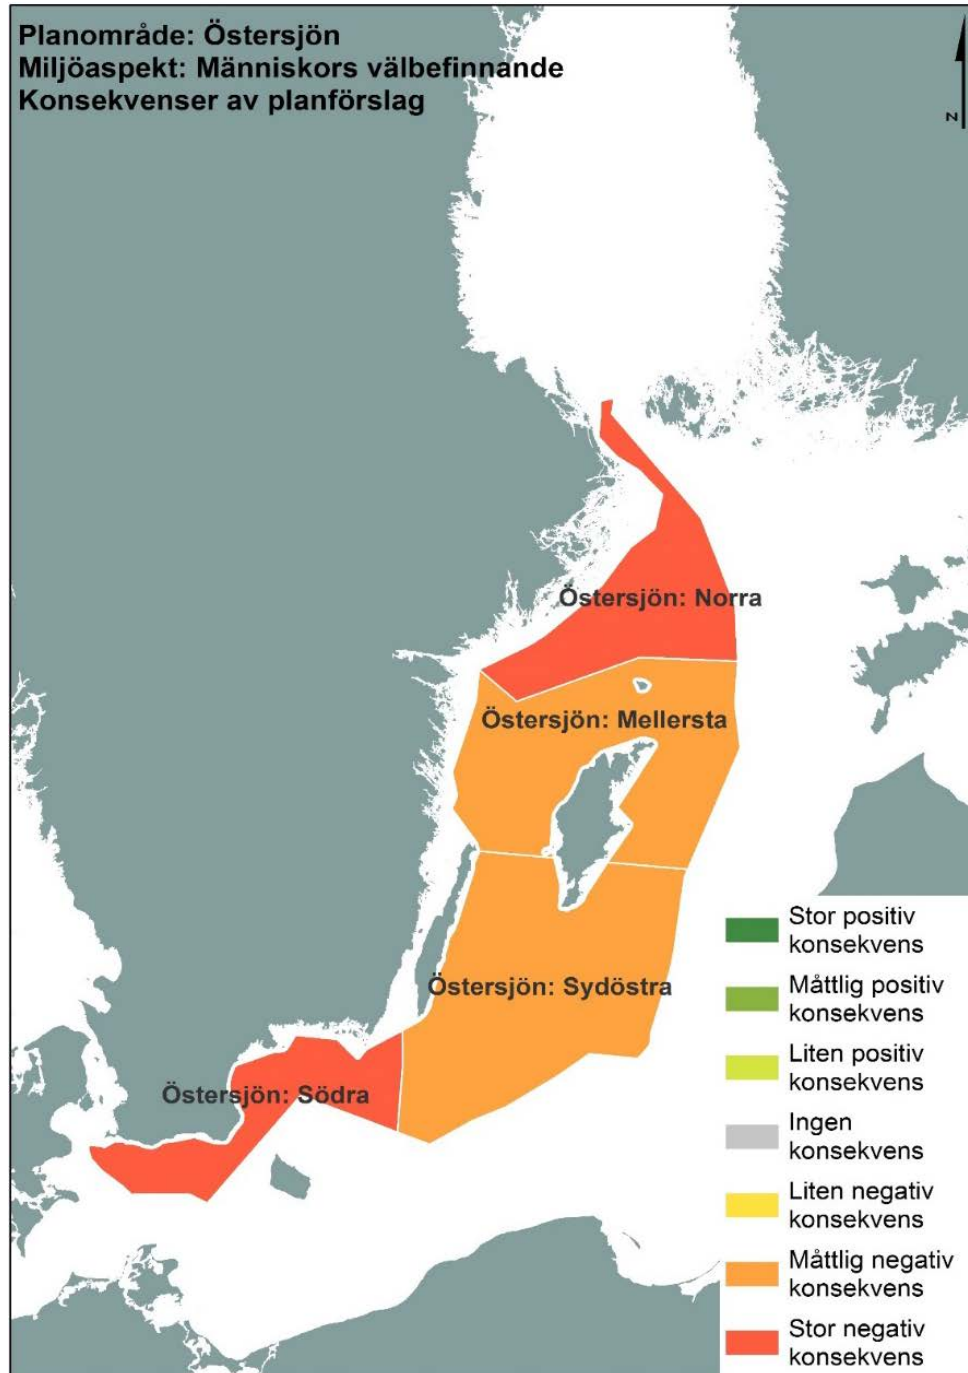 Planområde: Östersjön
Miljöaspekt: Människors välbefinnande
Konsekvenser av planförslag
N
Östersjön: Norra
Östersjön: Mellersta
Östersjön: Sydöstra
Östersjön: Södra
Stor positiv
konsekvens
Måttlig positiv
konsekvens
Liten positiv
konsekvens
Ingen
konsekvens
Liten negativ
konsekvens
Måttlig negativ
konsekvens
Stor negativ
konsekvens